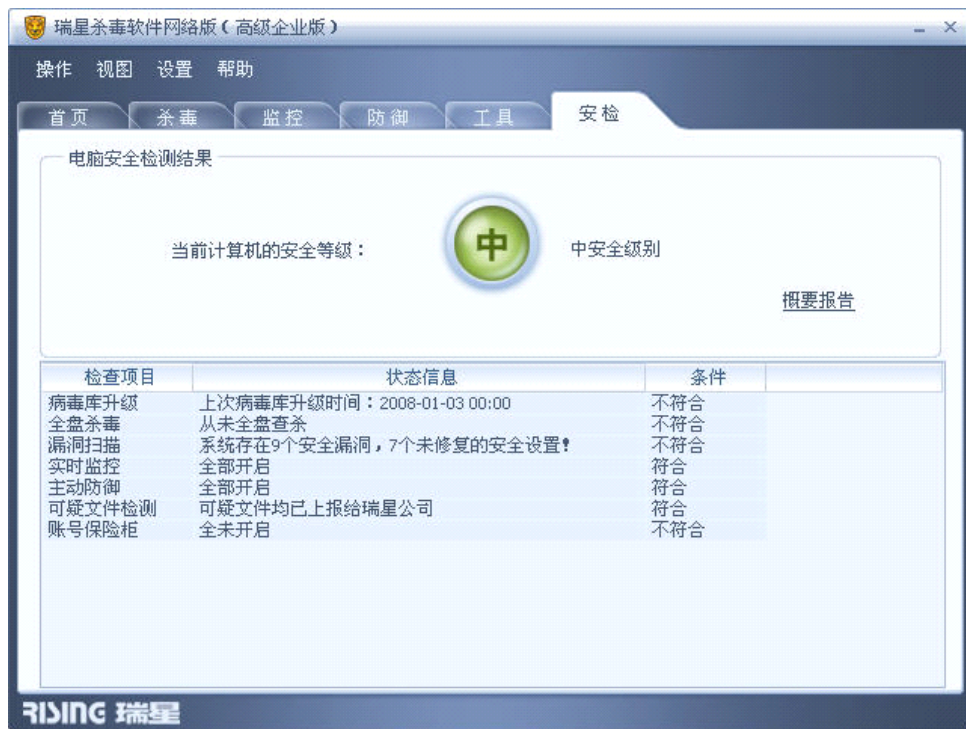 瑞星杀毒软件网络版(高级企业版)
操作 视图 设置 帮助
首页 杀毒 监控 防御 工具 安检
电脑安全检测结果
当前计算机的安全等级: 中 中安全级别
概要报告
检查项目 状态信息 条件
病毒库升级 上次病毒库升级时间:2008-01-03 00:00 不符合
全盘杀毒 从未全盘查杀 不符合
漏洞扫描 系统存在9个安全漏洞,7个未修复的安全设置! 不符合
实时监控 全部开启 符合
主动防御 全部开启 符合
可疑文件检测 可疑文件均已上报给瑞星公司 符合
账号保险柜 全未开启 不符合
RISING 瑞星